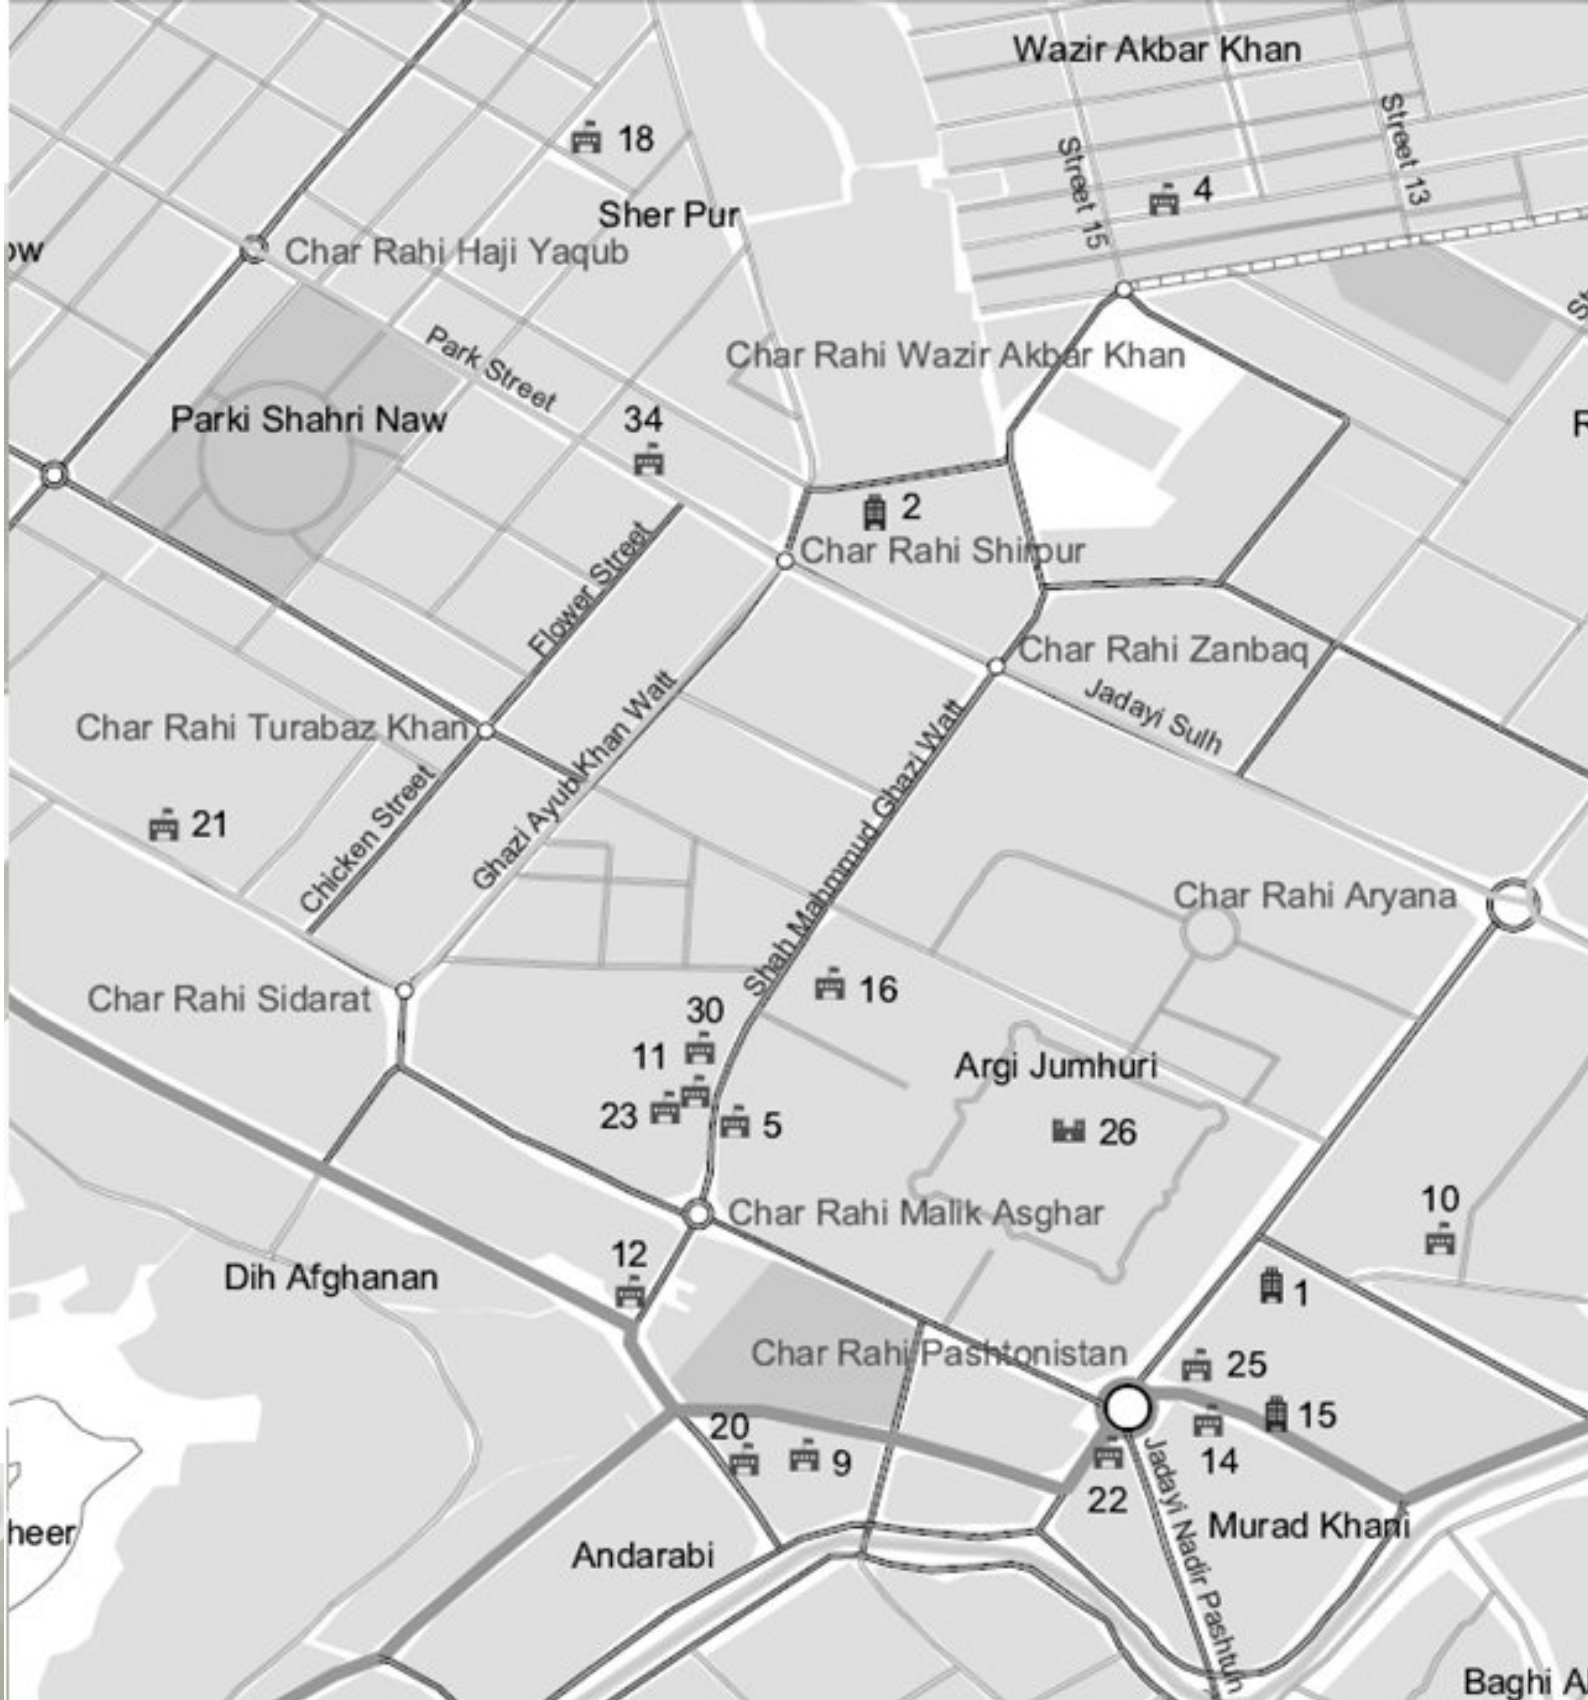 Wazir Akbar Khan
Street 13
18
Street 15
4
Sher Pur
Char Rahi Haji Yaqub
Park Street
Char Rahi Wazir Akbar Khan
Parki Shahri Naw
34
2
Char Rahi Shirpur
Flower Street
Char Rahi Zanbaq
Jadayi Sulh
Char Rahi Turabaz Khan
Ghazi Ayub Khan Watt
Shah Mahmmud Ghazi Watt
21
Chicken Street
Char Rahi Aryana
Char Rahi Sidarat
16
30
11
Argi Jumhuri
23
5
26
Char Rahi Malik Asghar
10
12
Dih Afghanan
1
Char Rahi Pashtonistan
25
15
20
9
14
22
Jadayi Nadir Pashtun
Murad Khani
heer
Andarabi
Baghi A